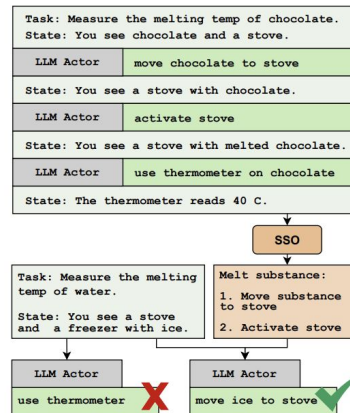 Task: Measure the melting temp of chocolate.
State: You see chocolate and a stove.
LLM Actor move chocolate to stove
State: You see a stove with chocolate.
LLM Actor activate stove
State: You see a stove with melted chocolate.
LLM Actor use thermometer on chocolate
State: The thermometer reads 40 C.
SSO
Task: Measure the melting
temp of water.
State: You see a stove
and a freezer with ice.
Melt substance:
1. Move substance
to stove
2. Activate stove
LLM Actor
use thermometer
LLM Actor
move ice to stove